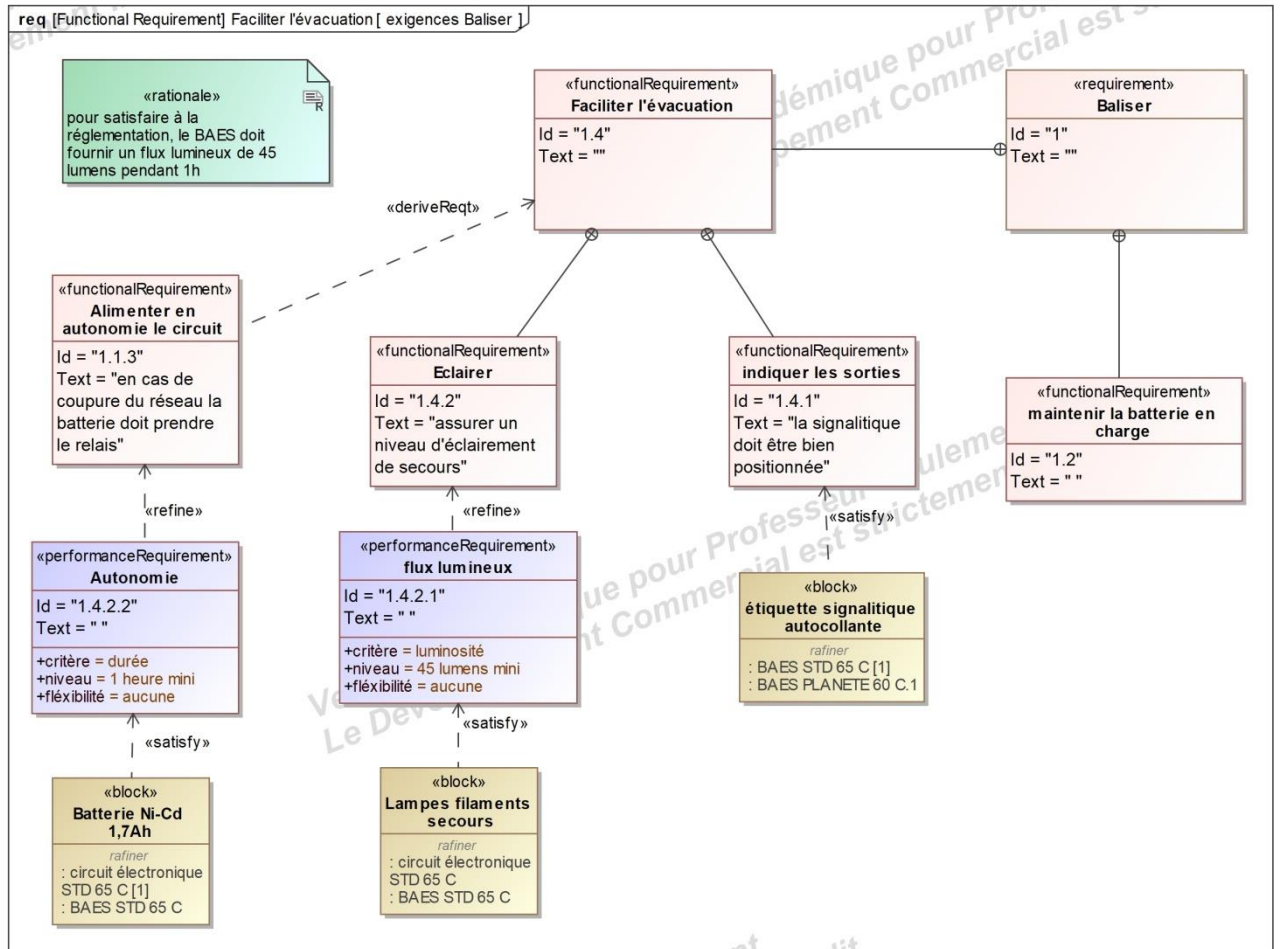 req [Functional Requirement] Faciliter l'évacuation [ exigences Baliser ]
«rationale»
pour satisfaire à la
réglementation, le BAES doit
fournir un flux lumineux de 45
lumens pendant 1h
R
«functionalRequirement»
Faciliter l'évacuation
Id = "1.4"
Text = ""
«requirement»
Baliser
Id = "1"
Text = ""
«deriveReqt»
«functionalRequirement»
Alimenter en
autonomie le circuit
Id = "1.1.3"
Text = "en cas de
coupure du réseau la
batterie doit prendre
le relais"
«functionalRequirement»
Eclairer
Id = "1.4.2"
Text = "assurer un
niveau d'éclairement
de secours"
«functionalRequirement»
indiquer les sorties
Id = "1.4.1"
Text = "la signalitique
doit être bien
positionnée"
«functionalRequirement»
maintenir la batterie en
charge
Id = "1.2"
Text = " "
«refine»
«refine»
«satisfy»
«performanceRequirement»
Autonomie
Id = "1.4.2.2"
Text = " "
+critère = durée
+niveau = 1 heure mini
+fléxibilité = aucune
«performanceRequirement»
flux lumineux
Id = "1.4.2.1"
Text = " "
+critère = luminosité
+niveau = 45 lumens mini
+fléxibilité = aucune
«block»
étiquette signalitique
autocollante
rafiner
: BAES STD 65 C [1]
: BAES PLANETE 60 C.1
«satisfy»
«satisfy»
«block»
Batterie Ni-Cd
1,7Ah
rafiner
: circuit électronique
STD 65 C [1]
: BAES STD 65 C
«block»
Lampes filaments
secours
rafiner
: circuit électronique
STD 65 C
: BAES STD 65 C